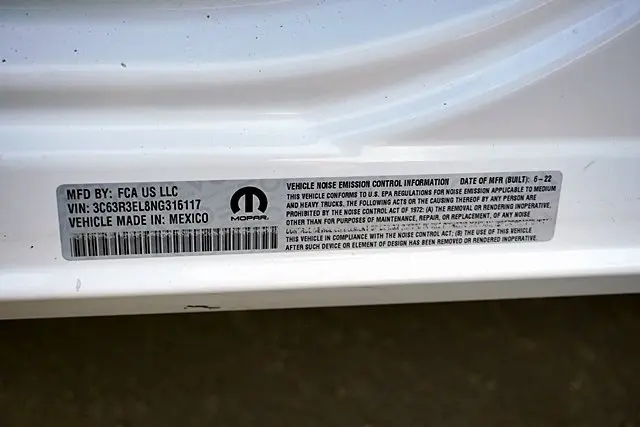 MFD BY: FCA US LLC
VIN: 3C63R3EL8NG316117
VEHICLE MADE IN: MEXICO
MOPAR
VEHICLE NOISE EMISSION CONTROL INFORMATION DATE OF MFR (BUILT): 6-22
THIS VEHICLE CONFORMS TO U.S. EPA REGULATIONS FOR NOISE EMISSION APPLICABLE TO MEDIUM
AND HEAVY TRUCKS. THE FOLLOWING ACTS OR THE CAUSING THEREOF BY ANY PERSON ARE
PROHIBITED BY THE NOISE CONTROL ACT OF 1972: (A) THE REMOVAL OR RENDERING INOPERATIVE,
OTHER THAN FOR PURPOSES OF MAINTENANCE, REPAIR, OR REPLACEMENT, OF ANY NOISE
THIS VEHICLE IN COMPLIANCE WITH THE NOISE CONTROL ACT; (B) THE USE OF THIS VEHICLE
AFTER SUCH DEVICE OR ELEMENT OF DESIGN HAS BEEN REMOVED OR RENDERED INOPERATIVE.